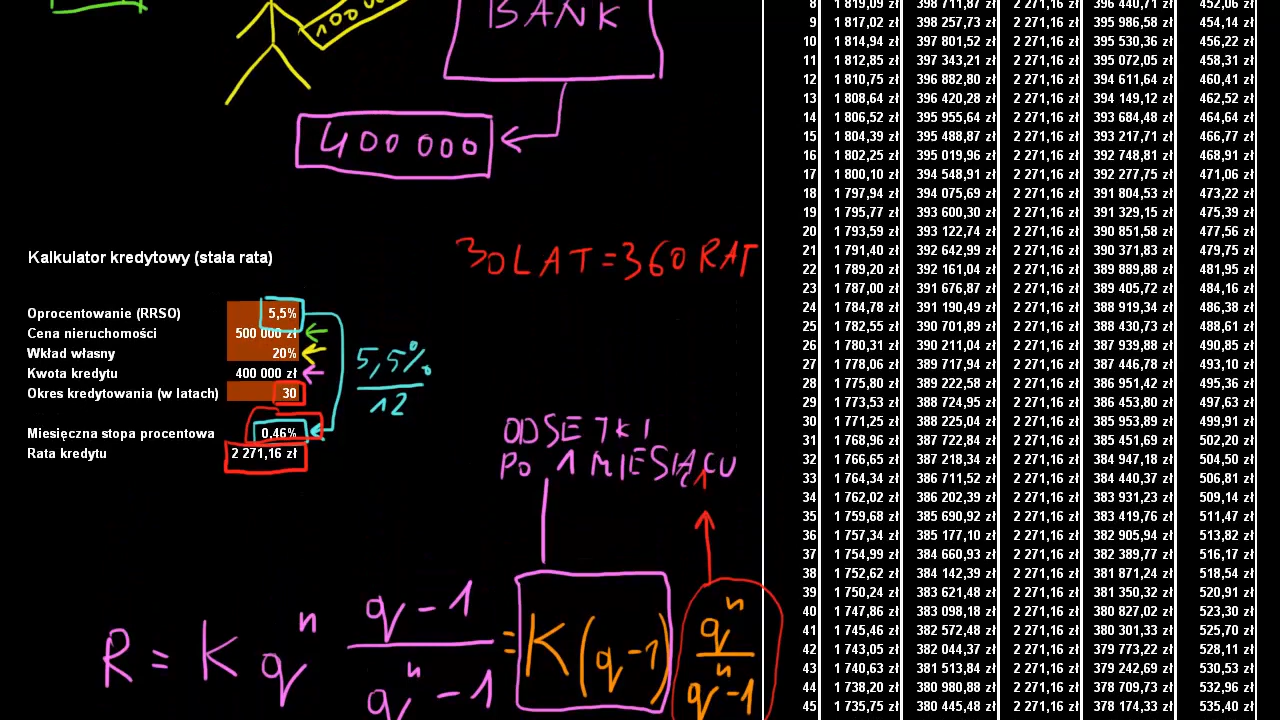 100 00
BANK
400 000
30 LAT = 360 RAT
Kalkulator kredytowy (stała rata)
Oprocentowanie (RRSO) 5,5%
Cena nieruchomości 500 000 zł
Wkład własny 20%
Kwota kredytu 400 000 zł
Okres kredytowania (w latach) 30
Miesięczna stopa procentowa 0,46%
Rata kredytu 2 271,16 zł
5,5%
12
ODSETKI
PO 1 MIESIĄCU
1
R = K qⁿ (q-1)/(qⁿ-1) = K(q-1) qⁿ/(qⁿ-1)
8 1 819,09 zł 398 711,87 zł 2 271,16 zł 396 440,71 zł 452,06 zł
9 1 817,02 zł 398 257,73 zł 2 271,16 zł 395 986,58 zł 454,14 zł
10 1 814,94 zł 397 801,52 zł 2 271,16 zł 395 530,36 zł 456,22 zł
11 1 812,85 zł 397 343,21 zł 2 271,16 zł 395 072,05 zł 458,31 zł
12 1 810,75 zł 396 882,80 zł 2 271,16 zł 394 611,64 zł 460,41 zł
13 1 808,64 zł 396 420,28 zł 2 271,16 zł 394 149,12 zł 462,52 zł
14 1 806,52 zł 395 955,64 zł 2 271,16 zł 393 684,48 zł 464,64 zł
15 1 804,39 zł 395 488,87 zł 2 271,16 zł 393 217,71 zł 466,77 zł
16 1 802,25 zł 395 019,96 zł 2 271,16 zł 392 748,81 zł 468,91 zł
17 1 800,10 zł 394 548,91 zł 2 271,16 zł 392 277,75 zł 471,06 zł
18 1 797,94 zł 394 075,69 zł 2 271,16 zł 391 804,53 zł 473,22 zł
19 1 795,77 zł 393 600,30 zł 2 271,16 zł 391 329,15 zł 475,39 zł
20 1 793,59 zł 393 122,74 zł 2 271,16 zł 390 851,58 zł 477,56 zł
21 1 791,40 zł 392 642,99 zł 2 271,16 zł 390 371,83 zł 479,75 zł
22 1 789,20 zł 392 161,04 zł 2 271,16 zł 389 889,88 zł 481,95 zł
23 1 787,00 zł 391 676,87 zł 2 271,16 zł 389 405,72 zł 484,16 zł
24 1 784,78 zł 391 190,49 zł 2 271,16 zł 388 919,34 zł 486,38 zł
25 1 782,55 zł 390 701,89 zł 2 271,16 zł 388 430,73 zł 488,61 zł
26 1 780,31 zł 390 211,04 zł 2 271,16 zł 387 939,88 zł 490,85 zł
27 1 778,06 zł 389 717,94 zł 2 271,16 zł 387 446,78 zł 493,10 zł
28 1 775,80 zł 389 222,58 zł 2 271,16 zł 386 951,42 zł 495,36 zł
29 1 773,53 zł 388 724,95 zł 2 271,16 zł 386 453,80 zł 497,63 zł
30 1 771,25 zł 388 225,04 zł 2 271,16 zł 385 953,89 zł 499,91 zł
31 1 768,96 zł 387 722,84 zł 2 271,16 zł 385 451,69 zł 502,20 zł
32 1 766,65 zł 387 218,34 zł 2 271,16 zł 384 947,18 zł 504,50 zł
33 1 764,34 zł 386 711,52 zł 2 271,16 zł 384 440,37 zł 506,81 zł
34 1 762,02 zł 386 202,39 zł 2 271,16 zł 383 931,23 zł 509,14 zł
35 1 759,68 zł 385 690,92 zł 2 271,16 zł 383 419,76 zł 511,47 zł
36 1 757,34 zł 385 177,10 zł 2 271,16 zł 382 905,94 zł 513,82 zł
37 1 754,99 zł 384 660,93 zł 2 271,16 zł 382 389,77 zł 516,17 zł
38 1 752,62 zł 384 142,39 zł 2 271,16 zł 381 871,24 zł 518,54 zł
39 1 750,24 zł 383 621,48 zł 2 271,16 zł 381 350,32 zł 520,91 zł
40 1 747,86 zł 383 098,18 zł 2 271,16 zł 380 827,02 zł 523,30 zł
41 1 745,46 zł 382 572,48 zł 2 271,16 zł 380 301,33 zł 525,70 zł
42 1 743,05 zł 382 044,37 zł 2 271,16 zł 379 773,22 zł 528,11 zł
43 1 740,63 zł 381 513,84 zł 2 271,16 zł 379 242,69 zł 530,53 zł
44 1 738,20 zł 380 980,88 zł 2 271,16 zł 378 709,73 zł 532,96 zł
45 1 735,75 zł 380 445,48 zł 2 271,16 zł 378 174,33 zł 535,40 zł